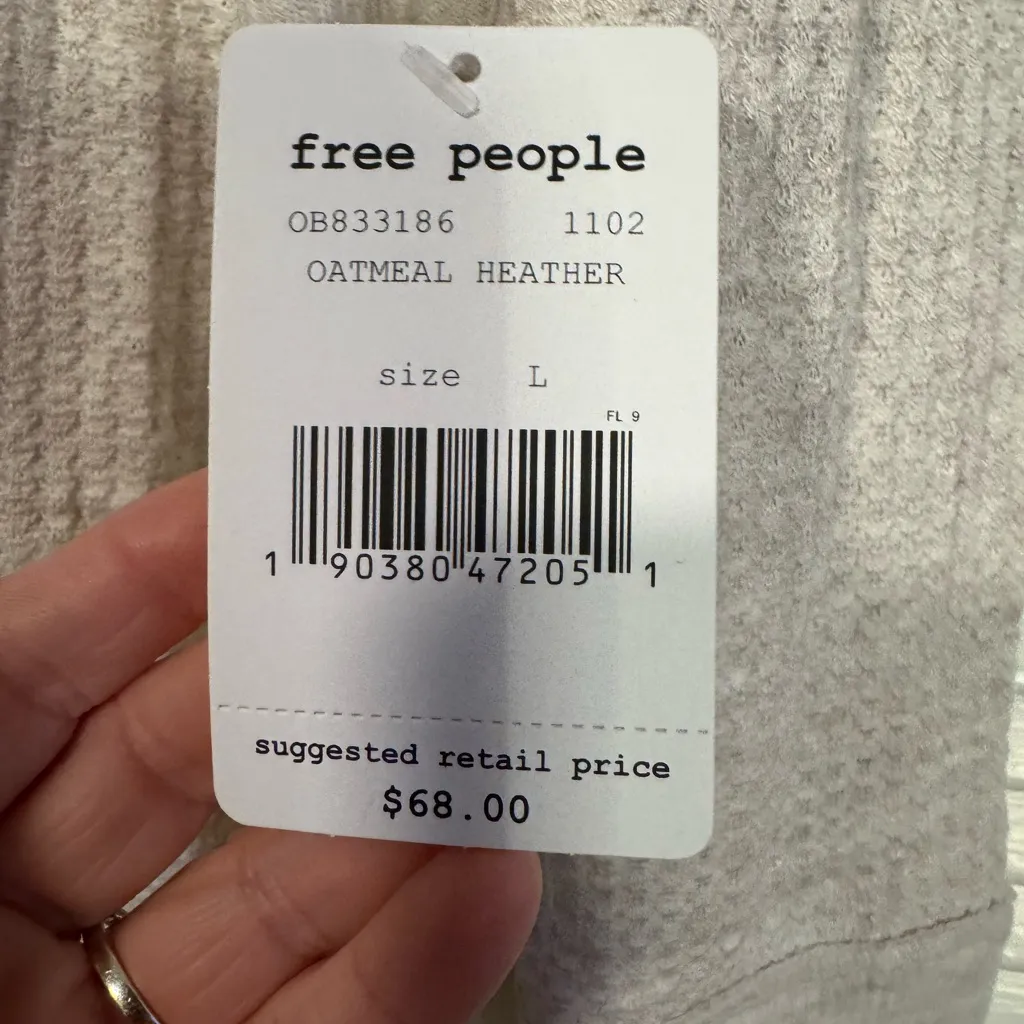 free people
OB833186 1102
OATMEAL HEATHER
size L
FL 9
1 90380 47205 1
suggested retail price
$68.00